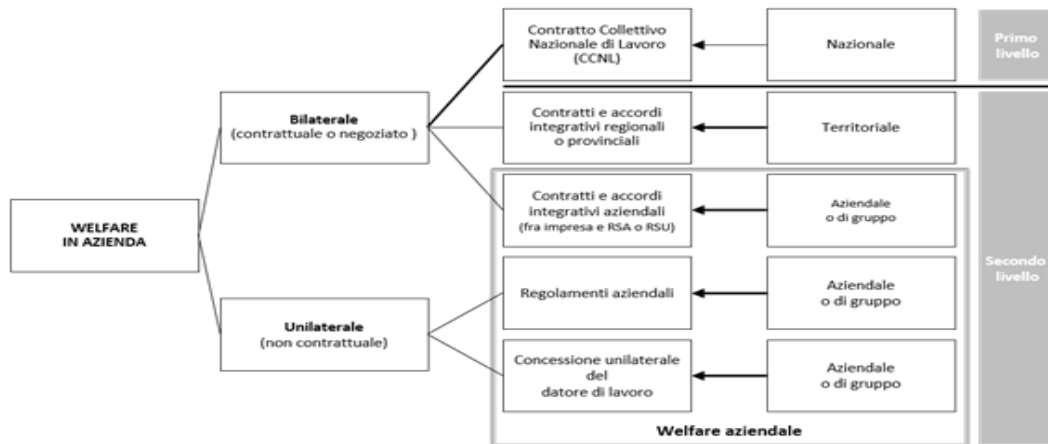 Contratto Collettivo
Nazionale di Lavoro
(CCNL)
Nazionale
Primo
livello
Bilaterale
(contrattuale o negoziato )
Contratti e accordi
integrativi regionali
o provinciali
Territoriale
WELFARE
IN AZIENDA
Contratti e accordi
integrativi aziendali
(fra impresa e RSA o RSU)
Aziendale
o di gruppo
Secondo
livello
Unilaterale
(non contrattuale)
Regolamenti aziendali
Aziendale
o di gruppo
Concessione unilaterale
del
datore di lavoro
Aziendale
o di gruppo
Welfare aziendale